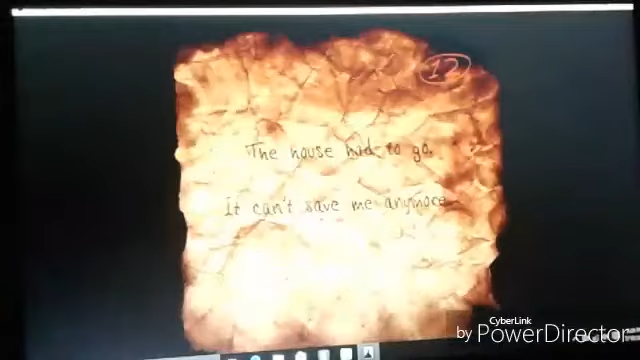 12
The house had to go.
It can't save me anymore
CyberLink
by PowerDirector